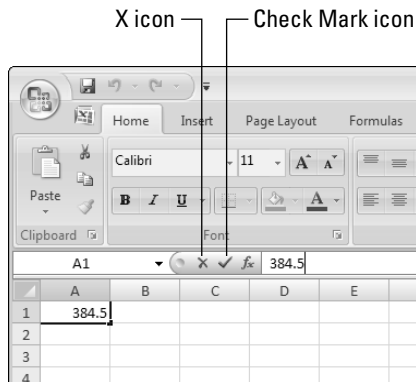 X icon Check Mark icon
Home Insert Page Layout Formulas
Calibri 11 A A
Paste B I U A
Clipboard Font
A1 fx 384.5
A B C D E
1 384.5
2
3
4